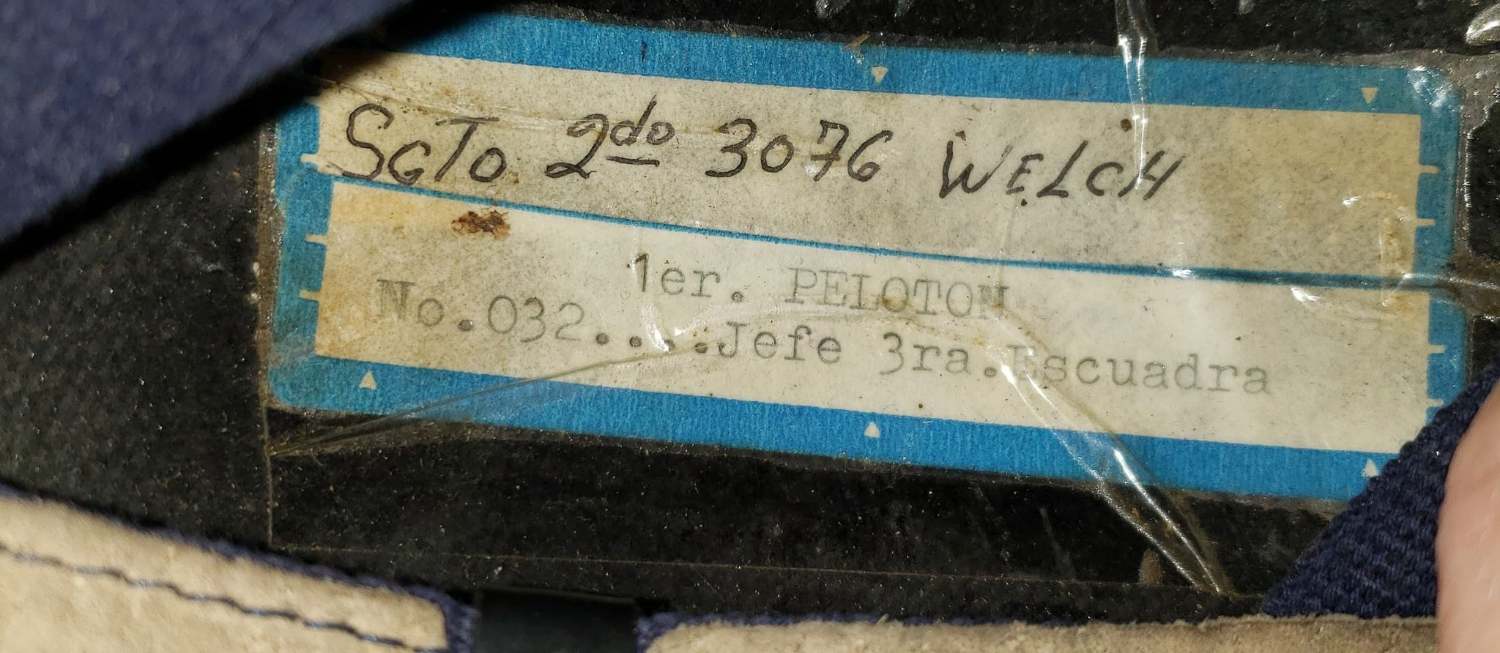 SGTO 2do 3076 WELCH
1er. PELOTON
No.032.....Jefe 3ra.Escuadra